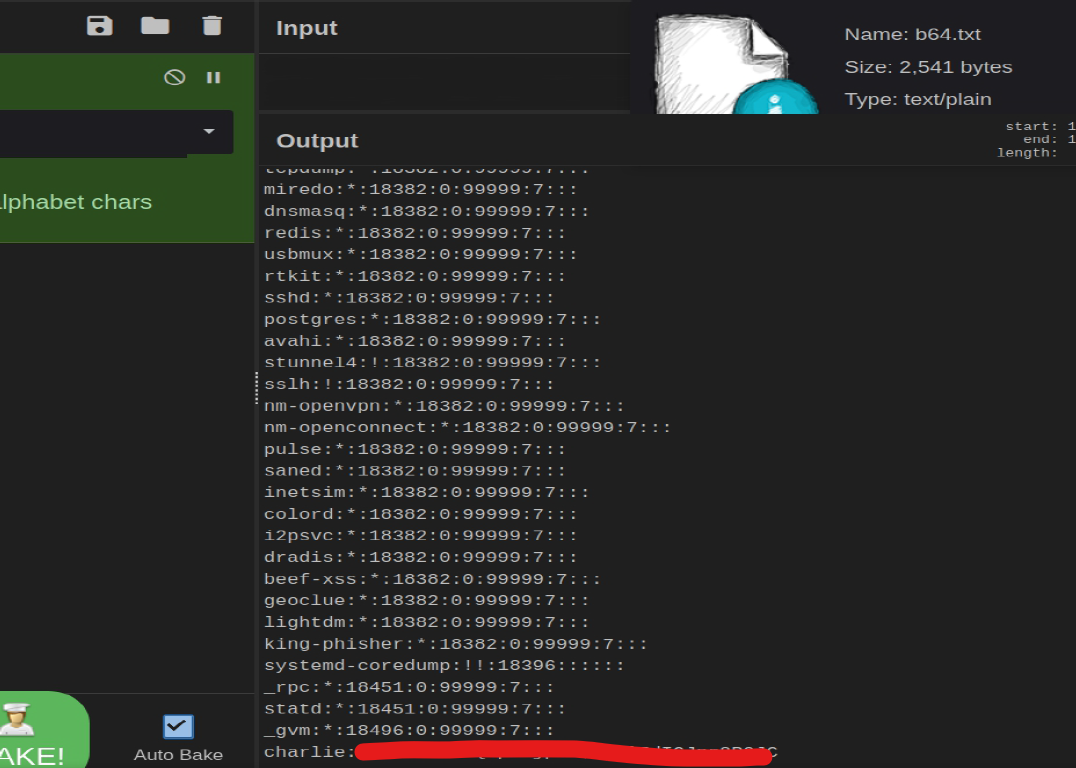 Input
Name: b64.txt
Size: 2,541 bytes
Type: text/plain
Output
start: 1
end: 1
length:
lphabet chars
miredo:*:18382:0:99999:7:::
dnsmasq:*:18382:0:99999:7:::
redis:*:18382:0:99999:7:::
usbmux:*:18382:0:99999:7:::
rtkit:*:18382:0:99999:7:::
sshd:*:18382:0:99999:7:::
postgres:*:18382:0:99999:7:::
avahi:*:18382:0:99999:7:::
stunnel4:!:18382:0:99999:7:::
sslh:!:18382:0:99999:7:::
nm-openvpn:*:18382:0:99999:7:::
nm-openconnect:*:18382:0:99999:7:::
pulse:*:18382:0:99999:7:::
saned:*:18382:0:99999:7:::
inetsim:*:18382:0:99999:7:::
colord:*:18382:0:99999:7:::
i2psvc:*:18382:0:99999:7:::
dradis:*:18382:0:99999:7:::
beef-xss:*:18382:0:99999:7:::
geoclue:*:18382:0:99999:7:::
lightdm:*:18382:0:99999:7:::
king-phisher:*:18382:0:99999:7:::
systemd-coredump:!!:18396::::::
_rpc:*:18451:0:99999:7:::
statd:*:18451:0:99999:7:::
_gvm:*:18496:0:99999:7:::
charlie:
AKE!
Auto Bake